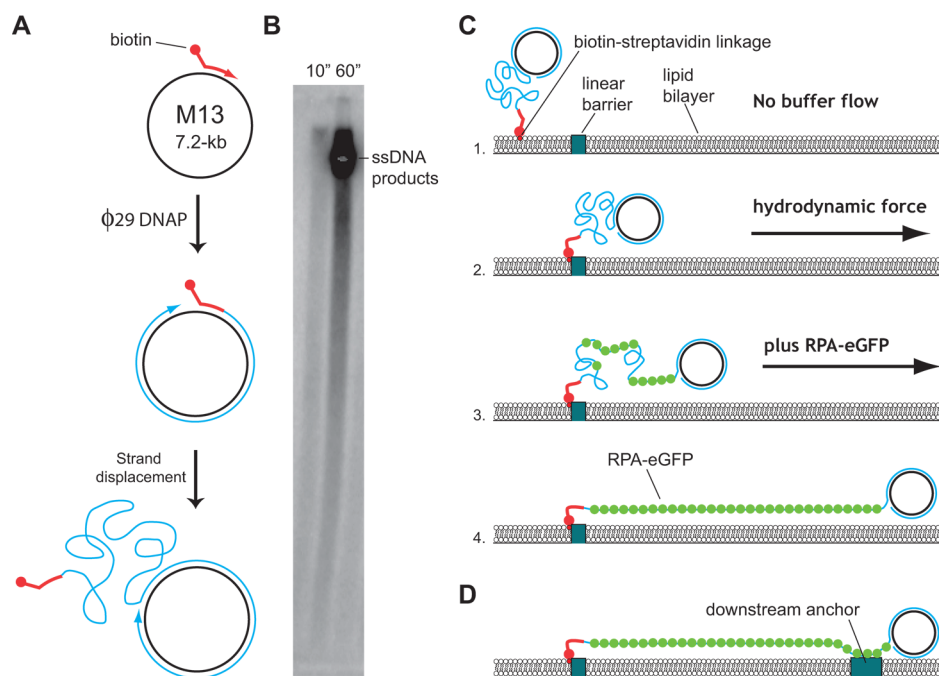 A
biotin
M13
7.2-kb
ϕ29 DNAP
Strand
displacement
B
10” 60”
ssDNA
products
C
biotin-streptavidin linkage
linear
barrier
lipid
bilayer
No buffer flow
1.
hydrodynamic force
2.
plus RPA-eGFP
3.
RPA-eGFP
4.
D
downstream anchor